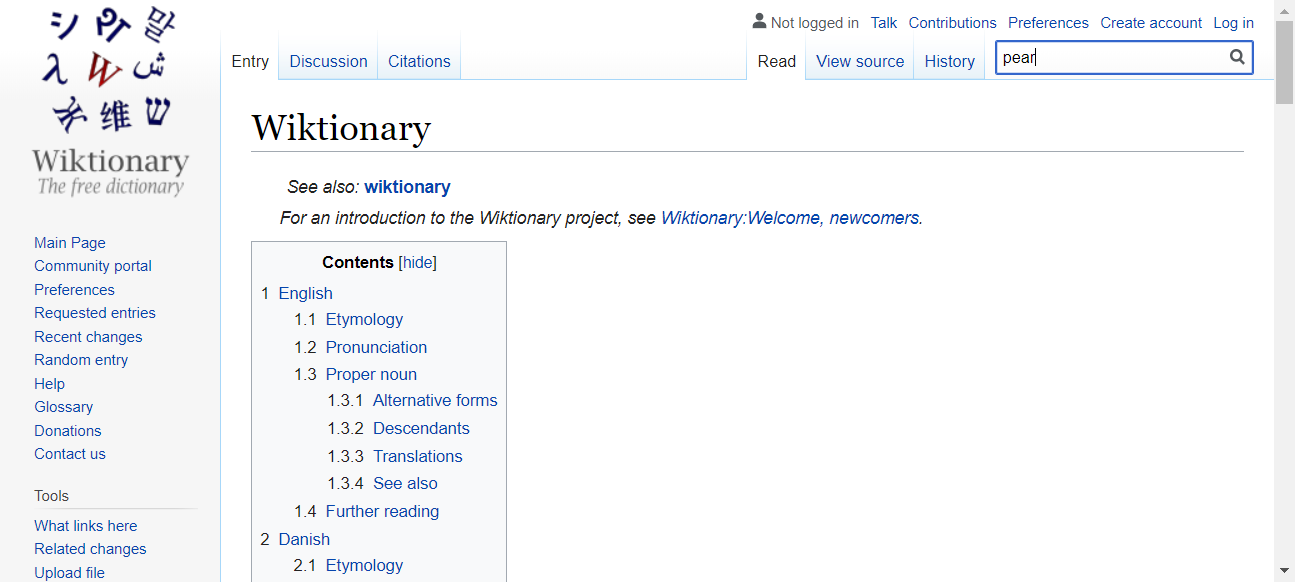 Not logged in Talk Contributions Preferences Create account Log in
Entry Discussion Citations Read View source History pear
Wiktionary
The free dictionary
Main Page
Community portal
Preferences
Requested entries
Recent changes
Random entry
Help
Glossary
Donations
Contact us
Tools
What links here
Related changes
Upload file
Wiktionary
See also: wiktionary
For an introduction to the Wiktionary project, see Wiktionary:Welcome, newcomers.
Contents [hide]
1 English
1.1 Etymology
1.2 Pronunciation
1.3 Proper noun
1.3.1 Alternative forms
1.3.2 Descendants
1.3.3 Translations
1.3.4 See also
1.4 Further reading
2 Danish
2.1 Etymology